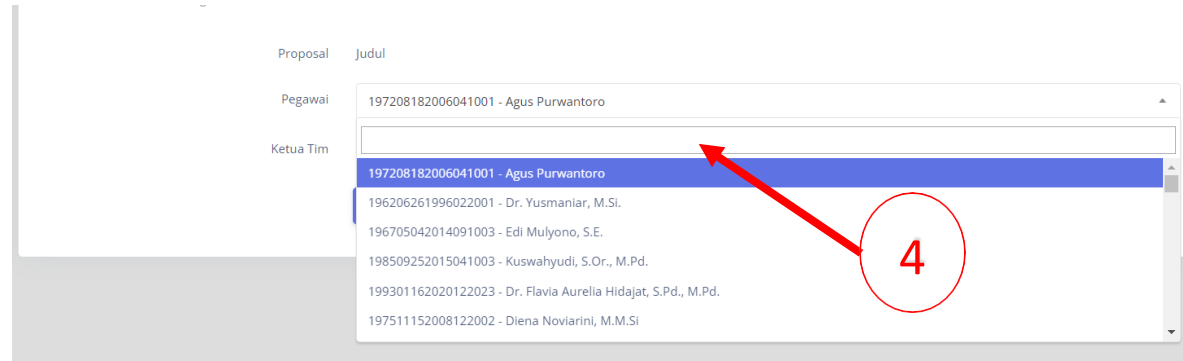 Proposal Judul
Pegawai 197208182006041001 - Agus Purwantoro
Ketua Tim
197208182006041001 - Agus Purwantoro
196206261996022001 - Dr. Yusmaniar, M.Si.
196705042014091003 - Edi Mulyono, S.E.
198509252015041003 - Kuswahyudi, S.Or., M.Pd.
199301162020122023 - Dr. Flavia Aurelia Hidajat, S.Pd., M.Pd.
197511152008122002 - Diena Noviarini, M.M.Si
4